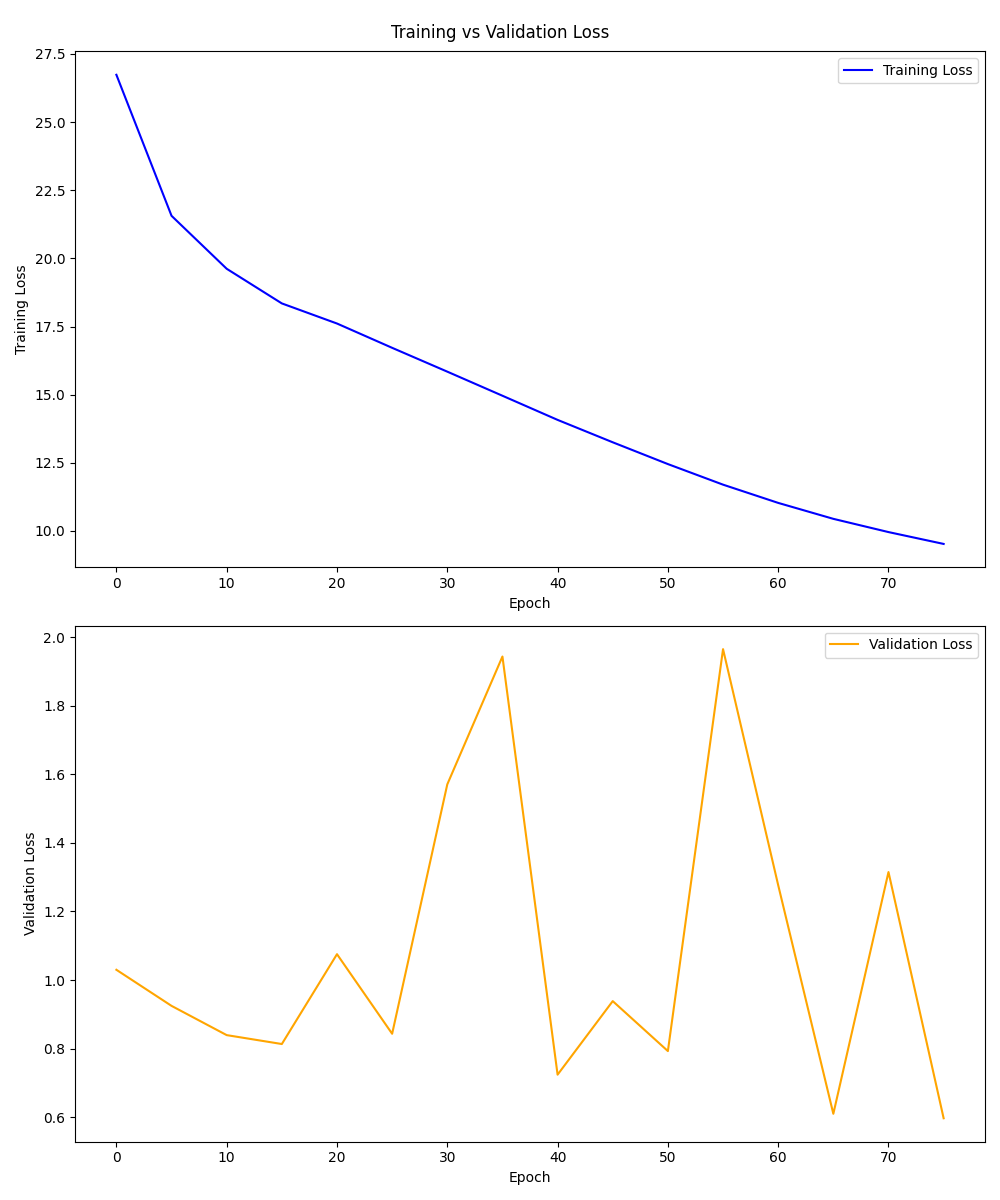 Training vs Validation Loss
27.5
25.0
22.5
20.0
17.5
15.0
12.5
10.0
Training Loss
Training Loss
0 10 20 30 40 50 60 70
Epoch
2.0
1.8
1.6
1.4
1.2
1.0
0.8
0.6
Validation Loss
Validation Loss
0 10 20 30 40 50 60 70
Epoch